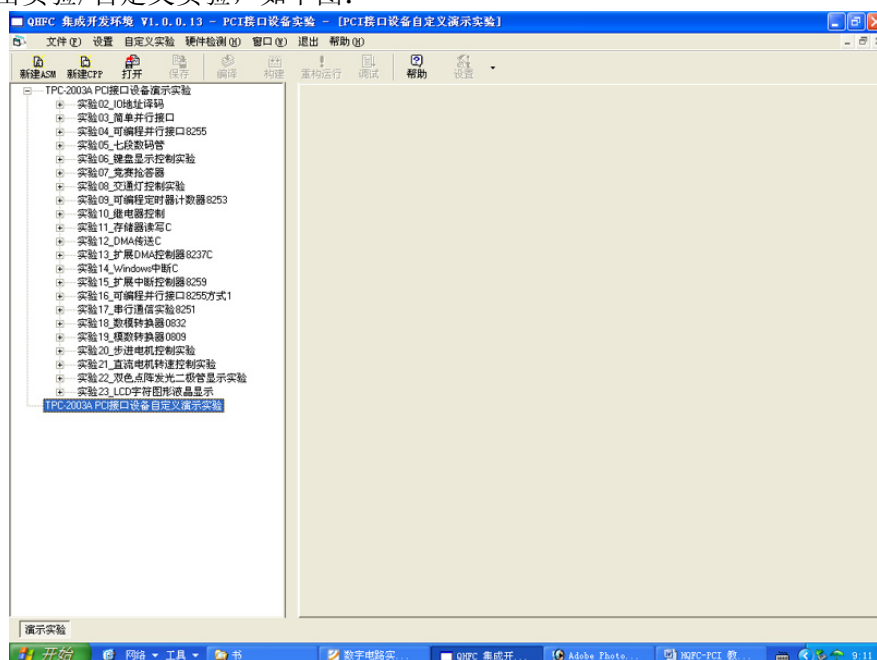 出实验/自定义实验，如下图：
QHFC 集成开发环境 V1.0.0.13 - PCI接口设备实验 - [PCI接口设备自定义演示实验]
文件(F) 设置 自定义实验 硬件检测(H) 窗口(W) 退出 帮助(H)
新建ASM 新建CPP 打开 保存 编译 构建 重构运行 调试 帮助 设置
TPC-2003A PCI接口设备演示实验
实验02_IO地址译码
实验03_简单并行接口
实验04_可编程并行接口8255
实验05_七段数码管
实验06_键盘显示控制实验
实验07_竞赛抢答器
实验08_交通灯控制实验
实验09_可编程定时器计数器8253
实验10_继电器控制
实验11_存储器读写C
实验12_DMA传送C
实验13_扩展DMA控制器8237C
实验14_Windows中断C
实验15_扩展中断控制器8259
实验16_可编程并行接口8255方式1
实验17_串行通信实验8251
实验18_数模转换器0832
实验19_模数转换器0809
实验20_步进电机控制实验
实验21_直流电机转速控制实验
实验22_双色点阵发光二极管显示实验
实验23_LCD字符图形液晶显示
TPC-2003A PCI接口设备自定义演示实验
演示实验
开始 网络 工具 书 数字电路实... QHFC 集成开... Adobe Photo... HQFC-PCI 教... 9:11